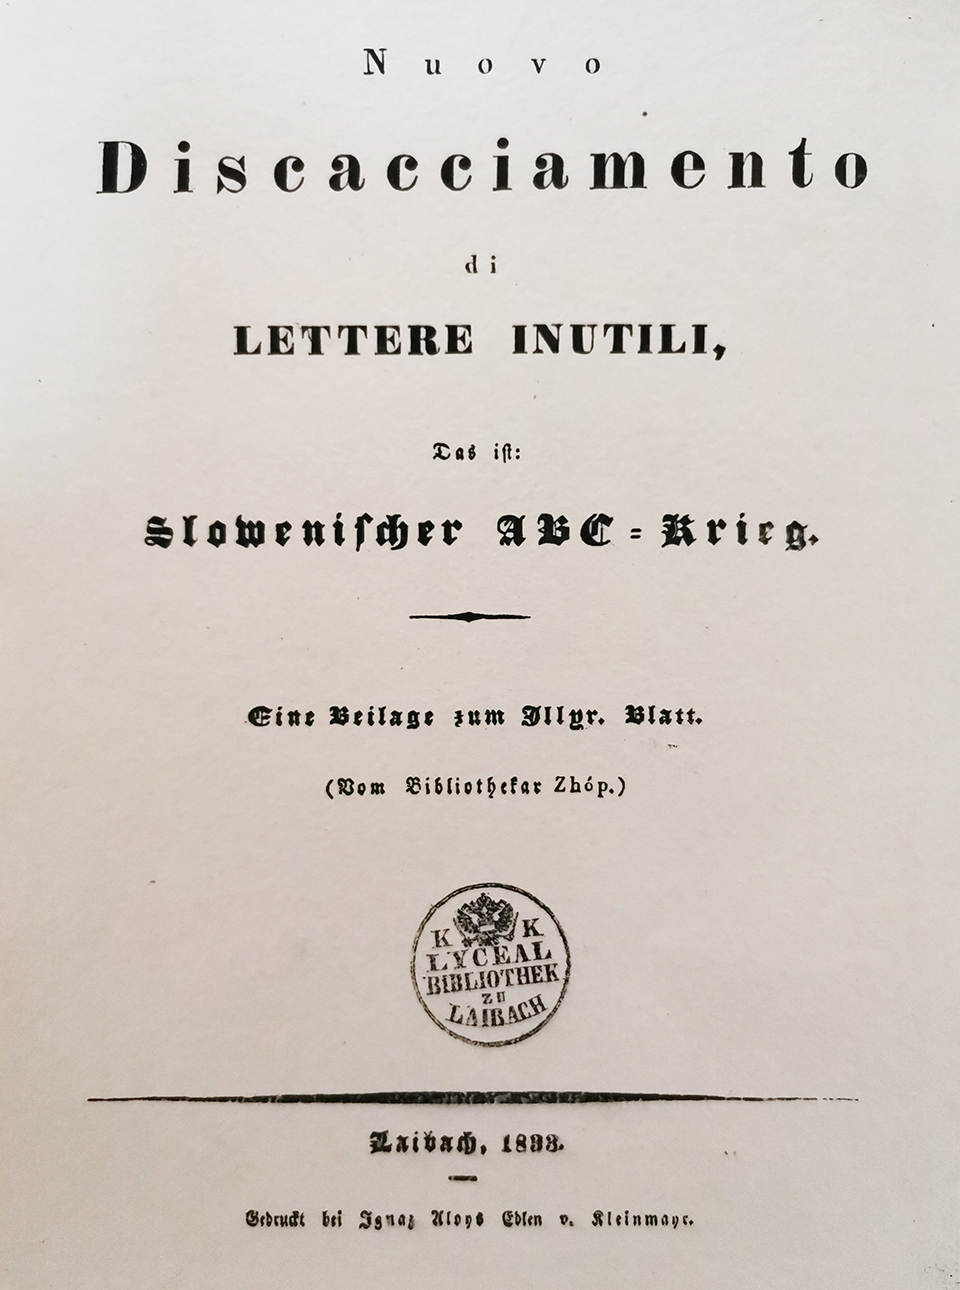 Nuovo
Discacciamento
di
LETTERE INUTILI,
Das ist:
Slowenischer ABC=Krieg.
Eine Beilage zum Illyr. Blatt.
(Vom Bibliothekar Zhóp.)
K K
LYCEAL
BIBLIOTHEK
ZU
LAIBACH
Laibach, 1833.
Gedruckt bei Ignaz Aloys Edlen v. Kleinmayr.